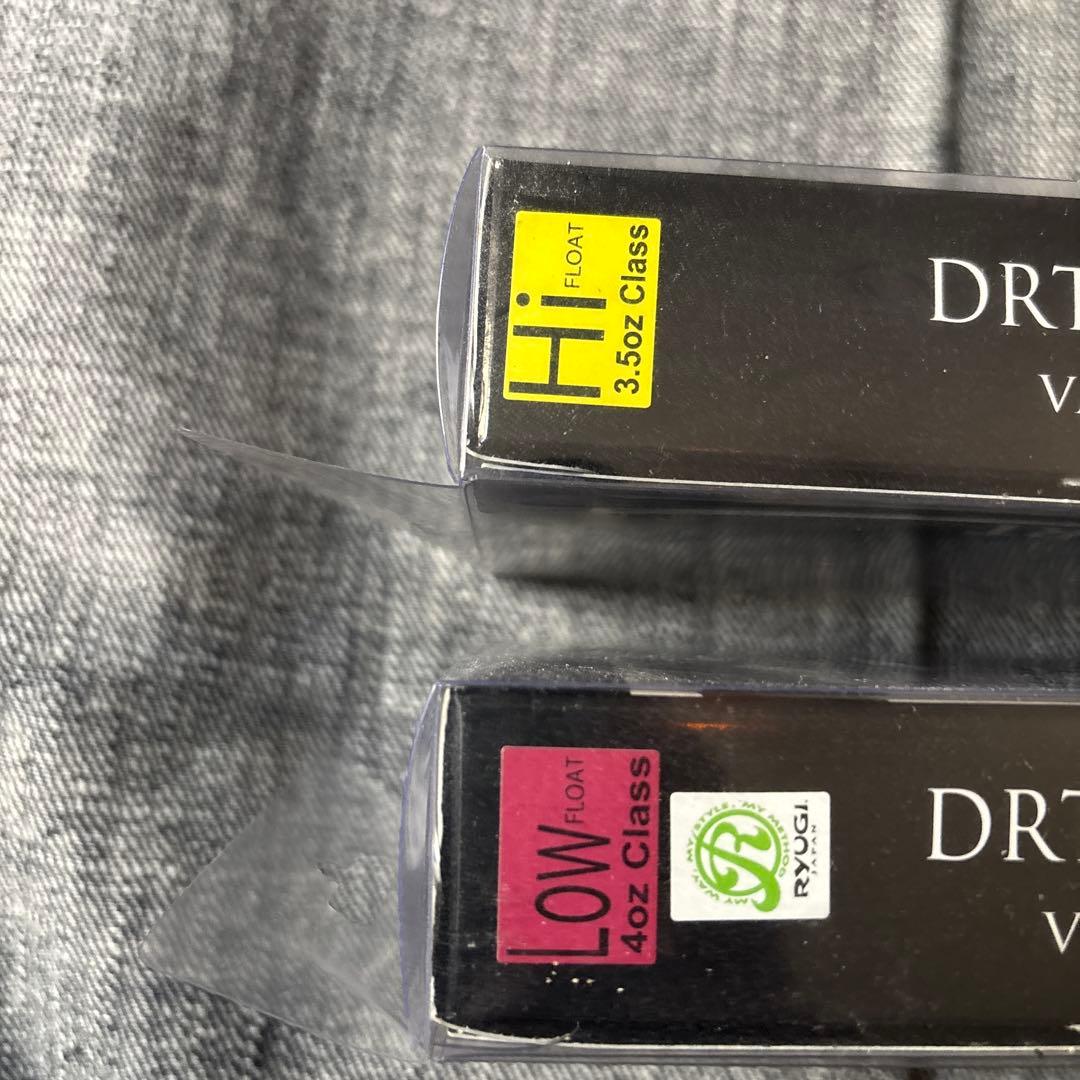 Hi FLOAT
3.5oz Class
DRT
LOW FLOAT
4oz Class
MY WAY, MY STYLE, MY METHOD
R
RYUGI
JAPAN
DRT
V